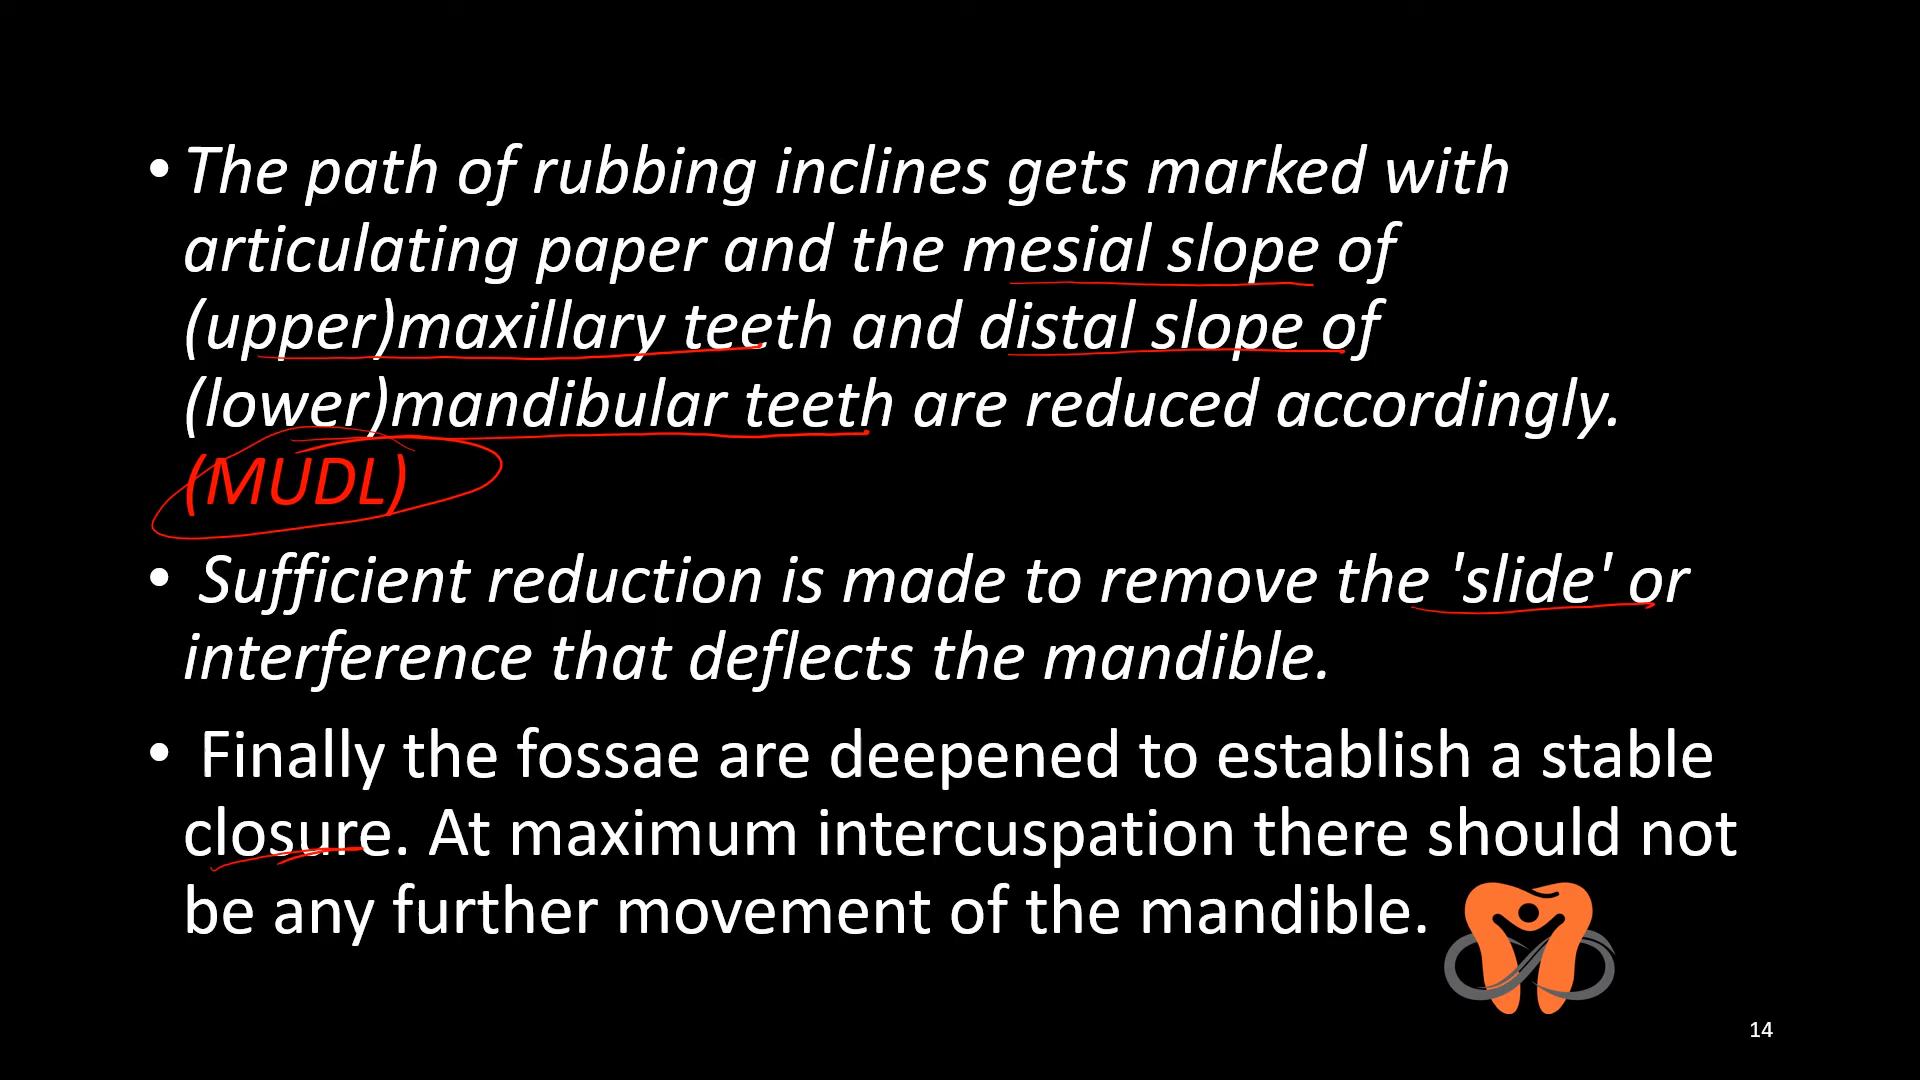 • The path of rubbing inclines gets marked with
articulating paper and the mesial slope of
(upper)maxillary teeth and distal slope of
(lower)mandibular teeth are reduced accordingly.
(MUDL)
• Sufficient reduction is made to remove the 'slide' or
interference that deflects the mandible.
• Finally the fossae are deepened to establish a stable
closure. At maximum intercuspation there should not
be any further movement of the mandible.
14